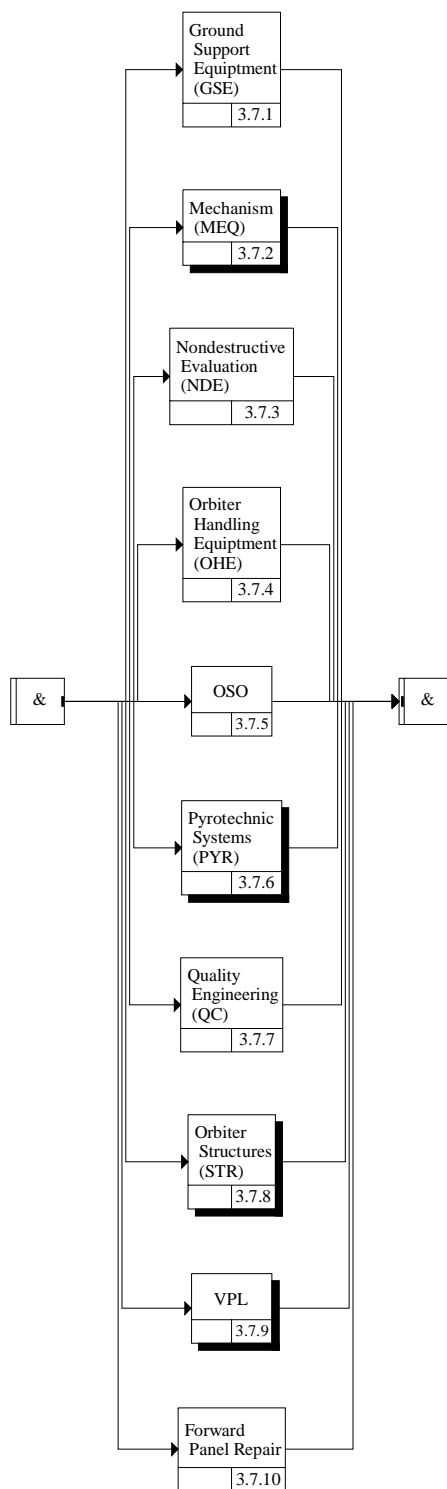 Ground
Support
Equiptment
(GSE)
3.7.1
Mechanism
(MEQ)
3.7.2
Nondestructive
Evaluation
(NDE)
3.7.3
Orbiter
Handling
Equiptment
(OHE)
3.7.4
& OSO &
3.7.5
Pyrotechnic
Systems
(PYR)
3.7.6
Quality
Engineering
(QC)
3.7.7
Orbiter
Structures
(STR)
3.7.8
VPL
3.7.9
Forward
Panel Repair
3.7.10